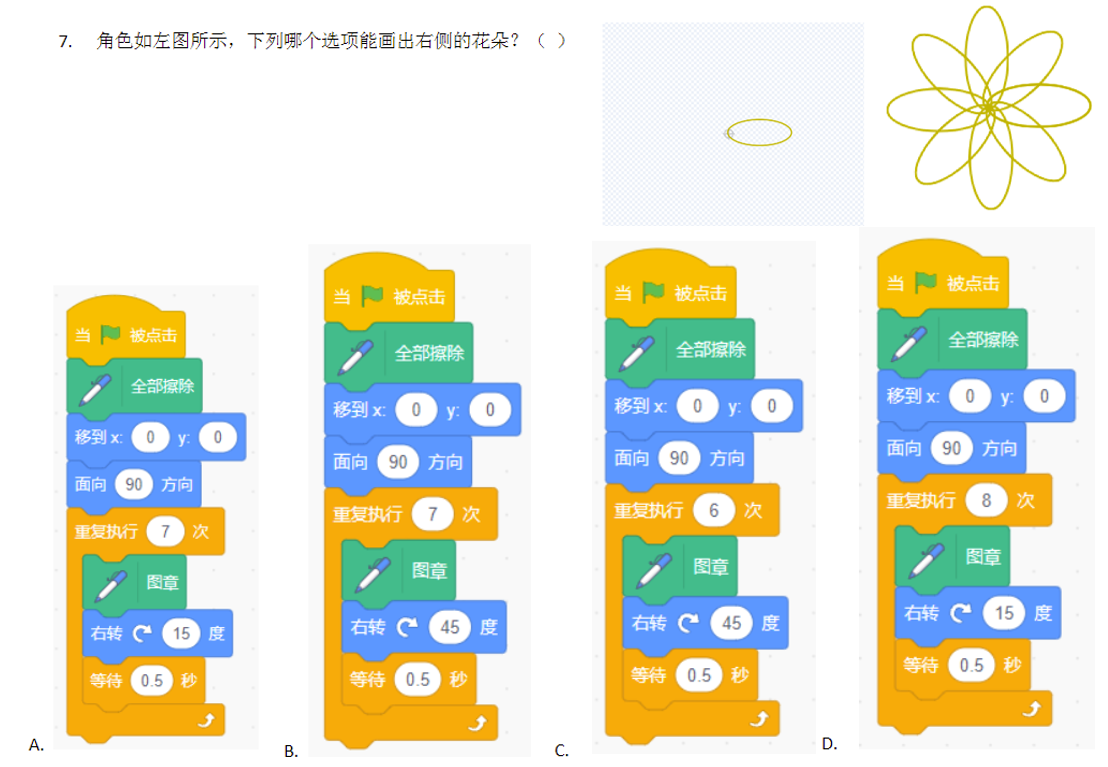 7. 角色如左图所示，下列哪个选项能画出右侧的花朵？（ ）
当 被点击
全部擦除
移到 x: 0 y: 0
面向 90 方向
重复执行 7 次
图章
右转 15 度
等待 0.5 秒
A.
当 被点击
全部擦除
移到 x: 0 y: 0
面向 90 方向
重复执行 7 次
图章
右转 45 度
等待 0.5 秒
B.
当 被点击
全部擦除
移到 x: 0 y: 0
面向 90 方向
重复执行 6 次
图章
右转 45 度
等待 0.5 秒
C.
当 被点击
全部擦除
移到 x: 0 y: 0
面向 90 方向
重复执行 8 次
图章
右转 15 度
等待 0.5 秒
D.